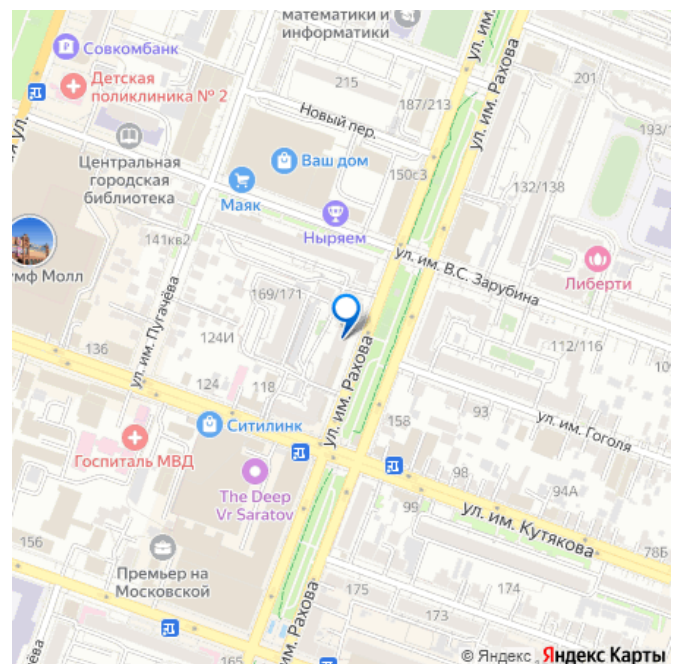 математики и
информатики
Совкомбанк
ул. им. Рахова
Детская
поликлиника № 2
215
201
187/213
ул. им. Рахова
Новый пер.
193/
Центральная
городская
библиотека
Ваш дом
150с3
Маяк
132/138
Ныряем
141кв2
ул. им. В.С. Зарубина
Либерти
умф Молл
169/171
ул. им. Пугачёва
124И
ул. им. Рахова
112/116
136
124
118
158
93
ул. им. Гоголя
Ситилинк
Госпиталь МВД
The Deep
Vr Saratov
98
94А
99
ул. им. Кутякова
156
78Б
Премьер на
Московской
175
174
173
ул. им. Рахова
165
© Яндекс Яндекс Карты